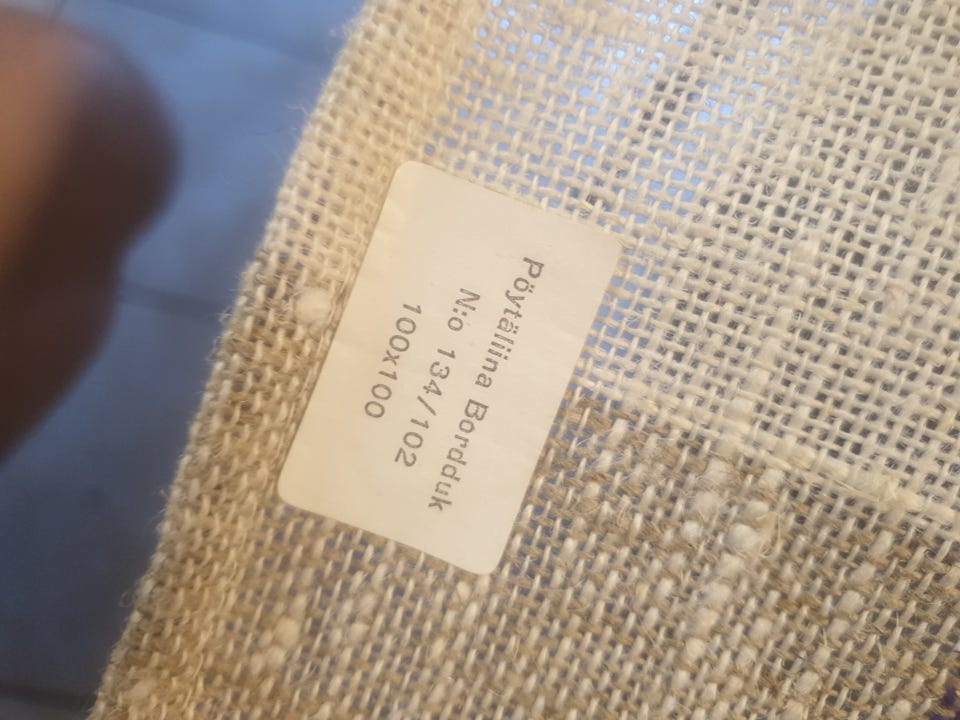 Pöytäliina Bordduk
N:o 134/102
100x100